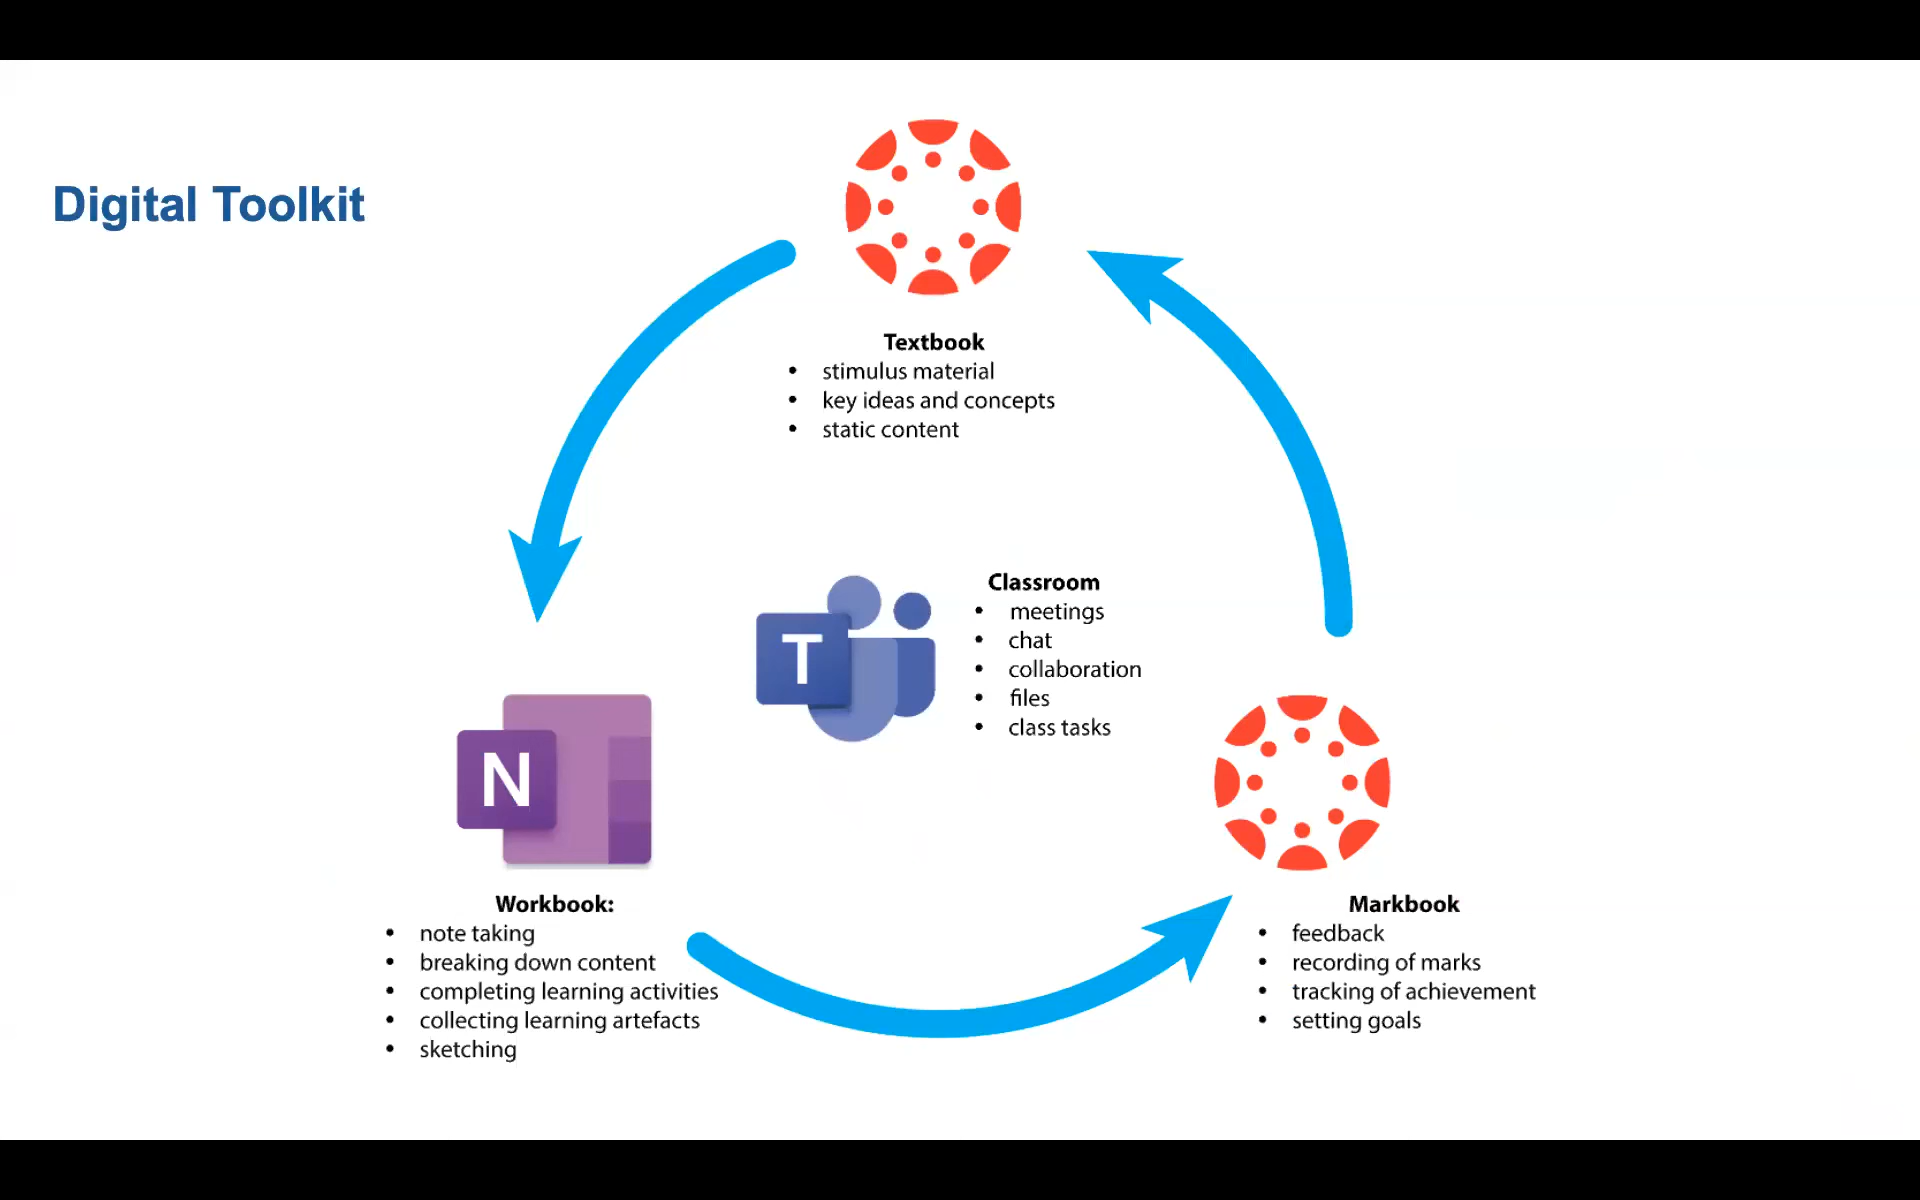 Digital Toolkit
Textbook
• stimulus material
• key ideas and concepts
• static content
Classroom
• meetings
• chat
• collaboration
• files
• class tasks
T
N
Workbook:
• note taking
• breaking down content
• completing learning activities
• collecting learning artefacts
• sketching
Markbook
• feedback
• recording of marks
• tracking of achievement
• setting goals